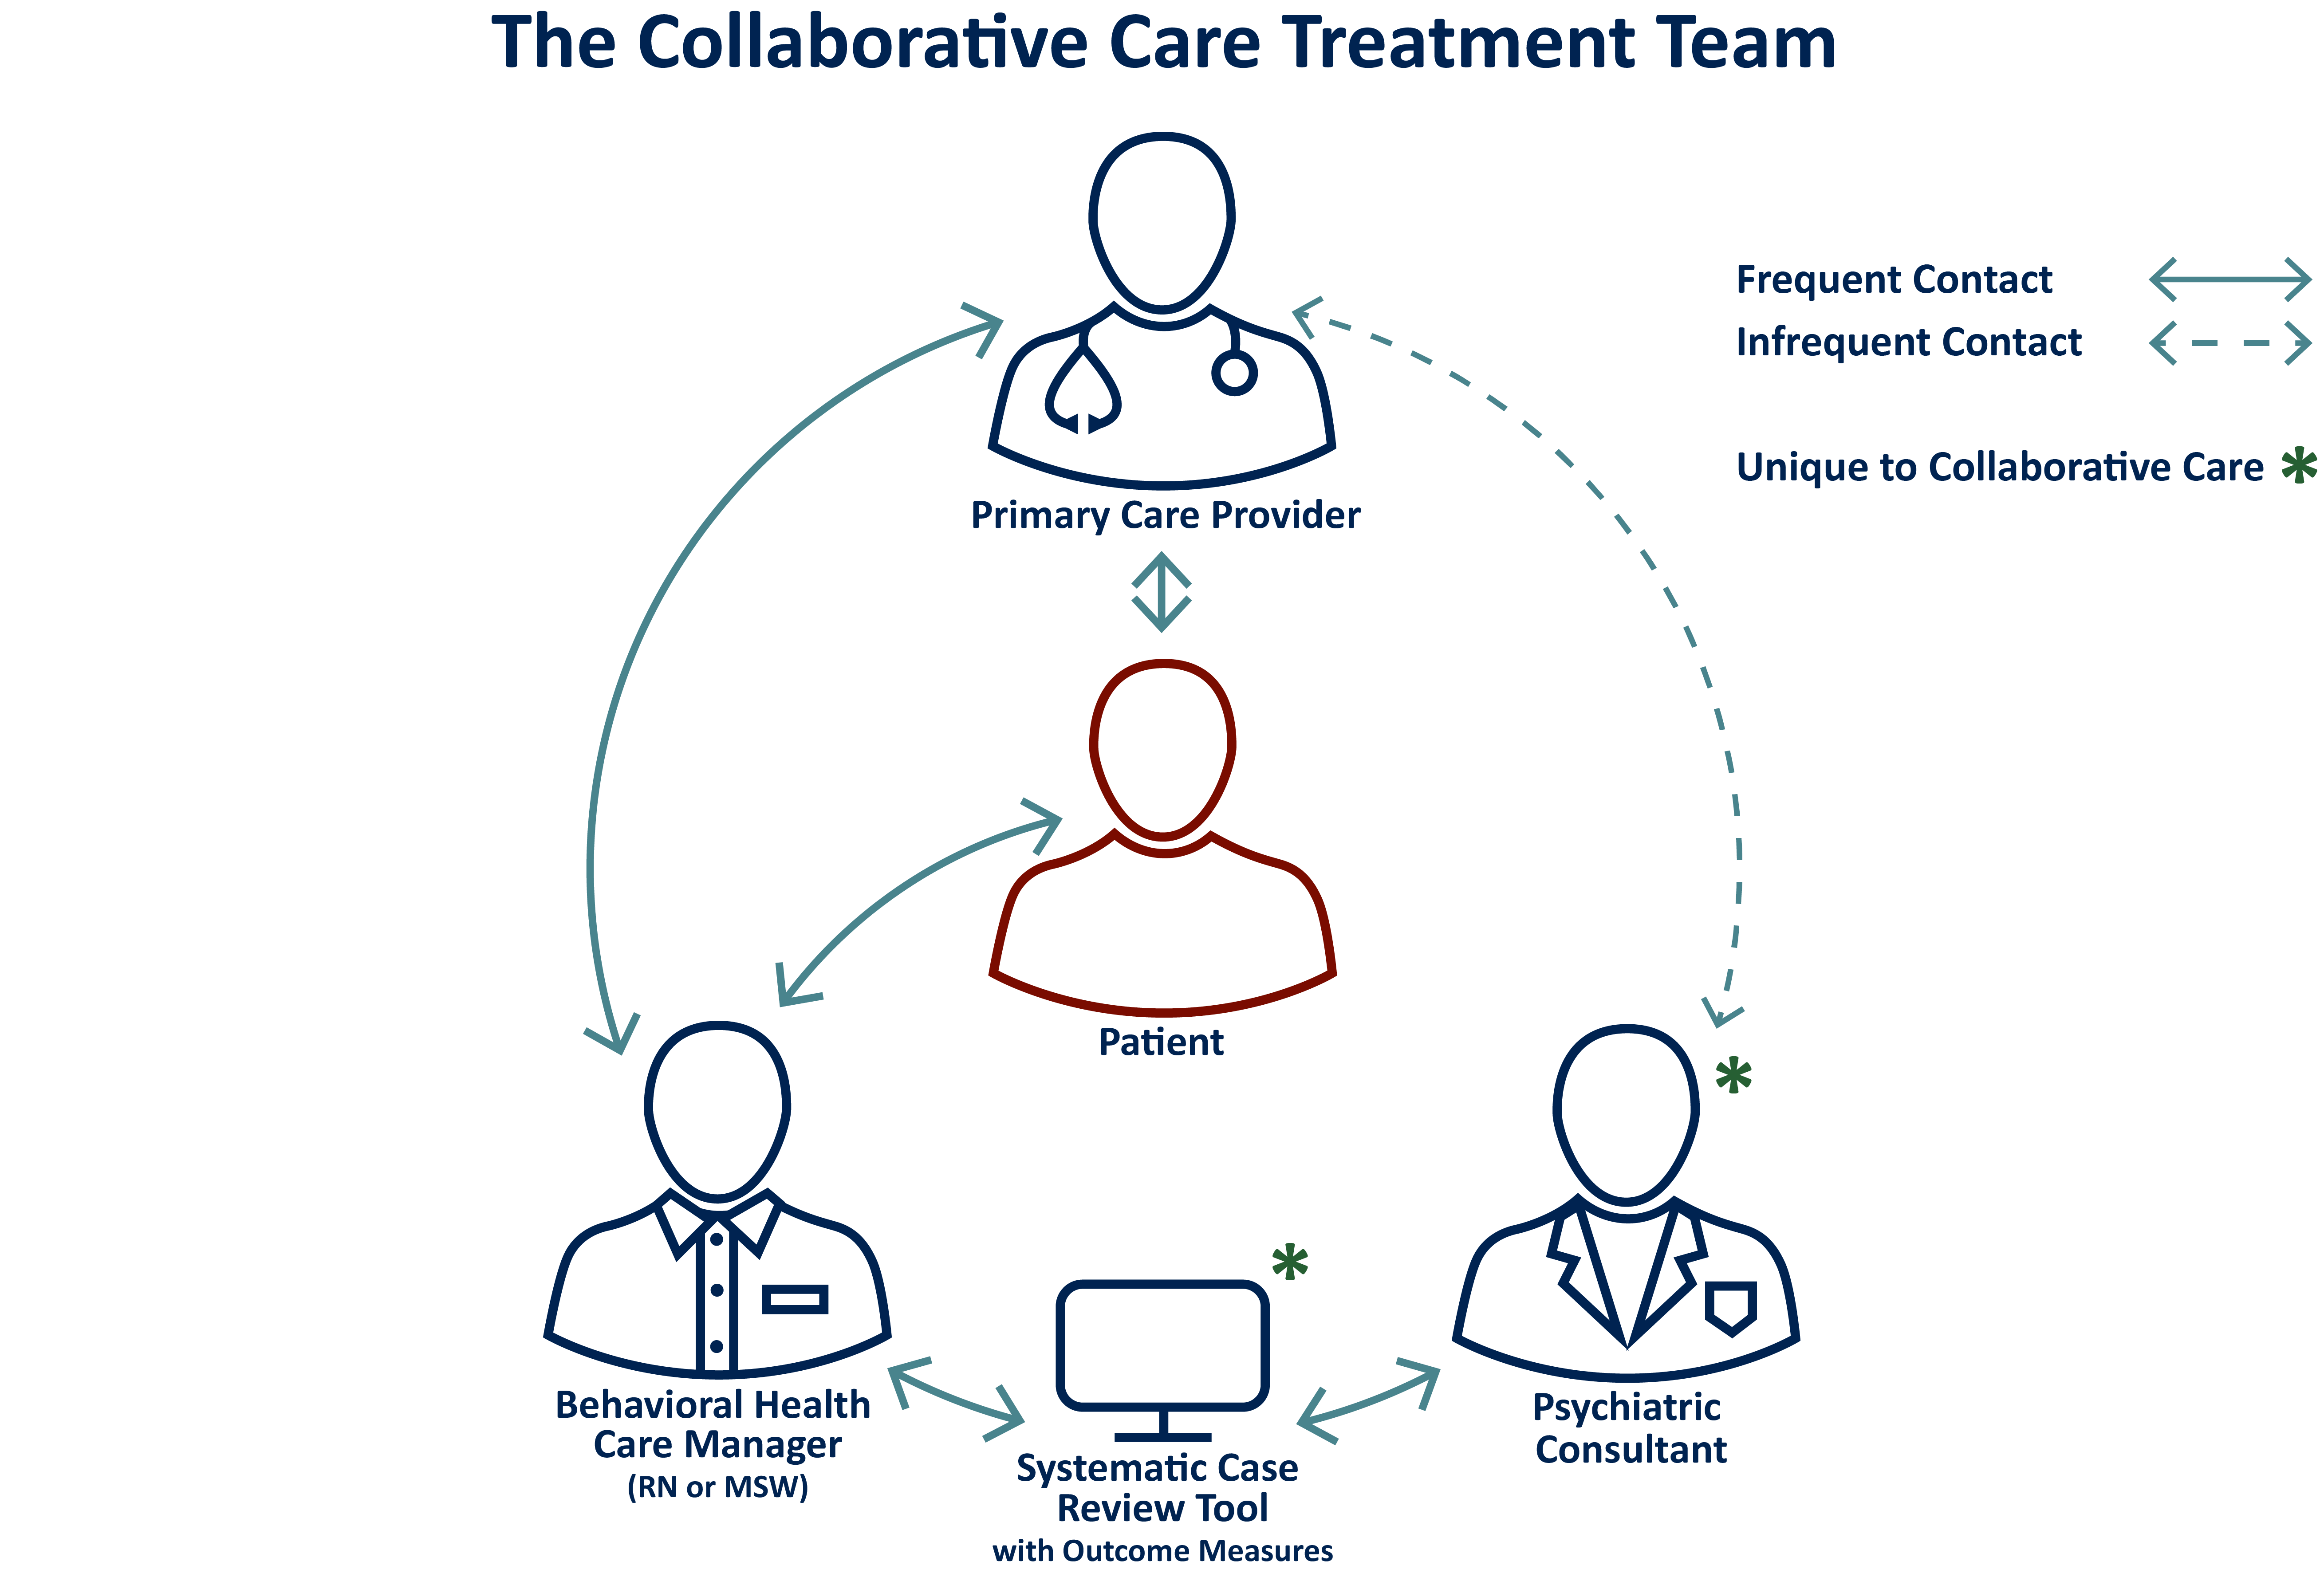 The Collaborative Care Treatment Team
Frequent Contact
Infrequent Contact
Unique to Collaborative Care *
Primary Care Provider
Patient
*
Behavioral Health
Care Manager
(RN or MSW)
*
Systematic Case
Review Tool
with Outcome Measures
Psychiatric
Consultant